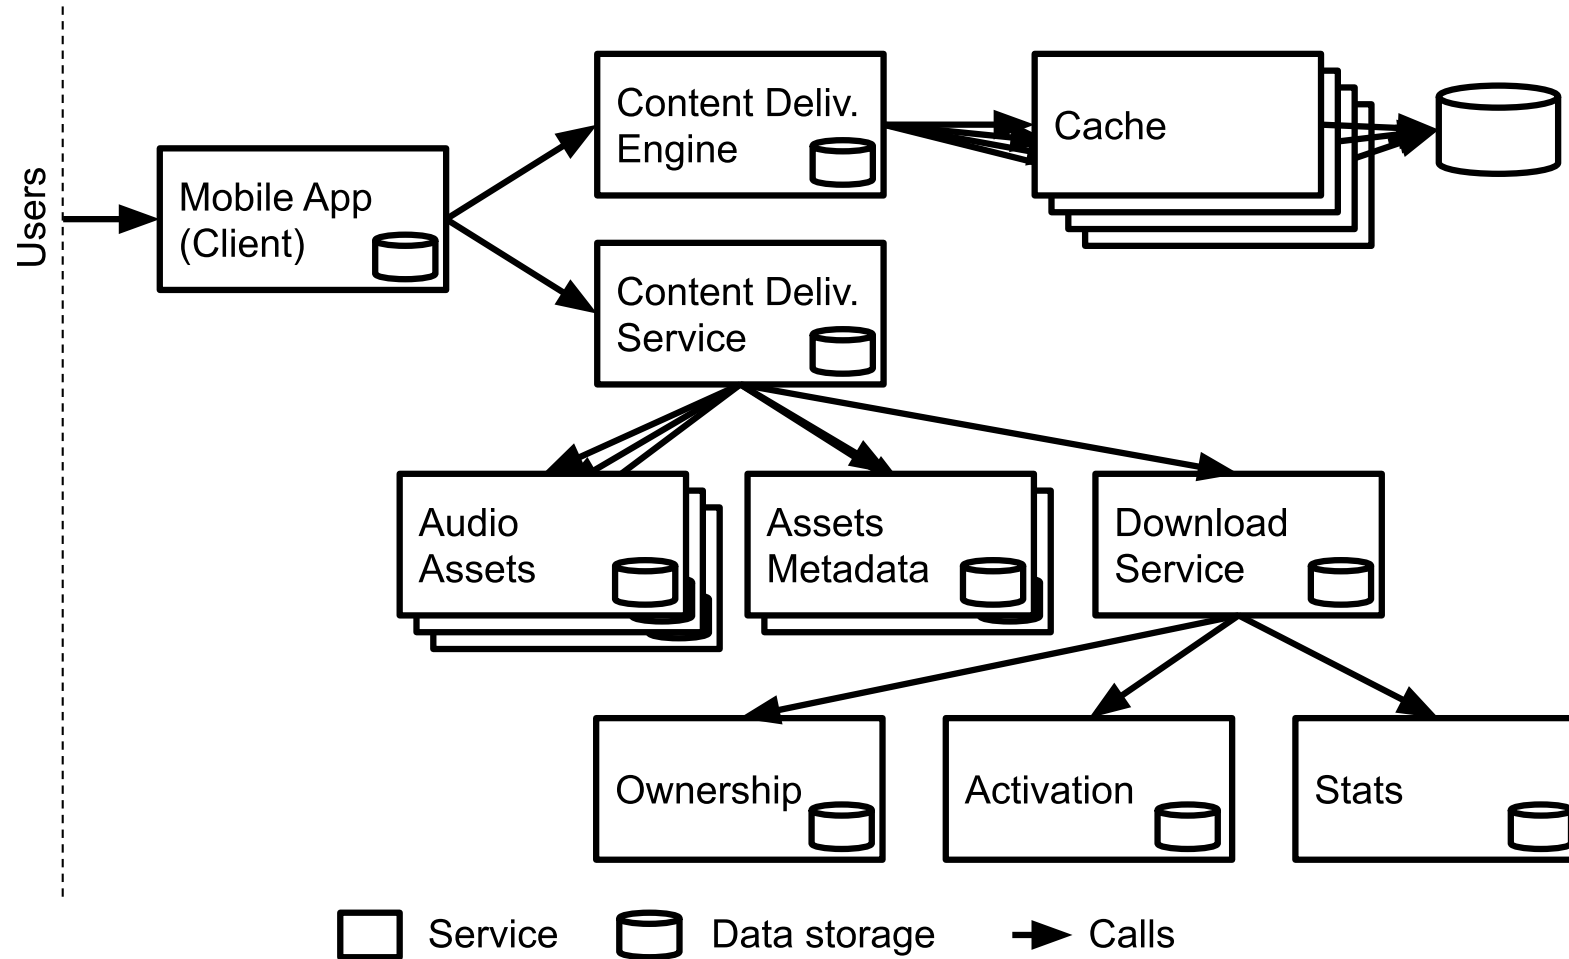 Users
Mobile App
(Client)
Content Deliv.
Engine
Cache
Content Deliv.
Service
Audio
Assets
Assets
Metadata
Download
Service
Ownership
Activation
Stats
Service
Data storage
Calls